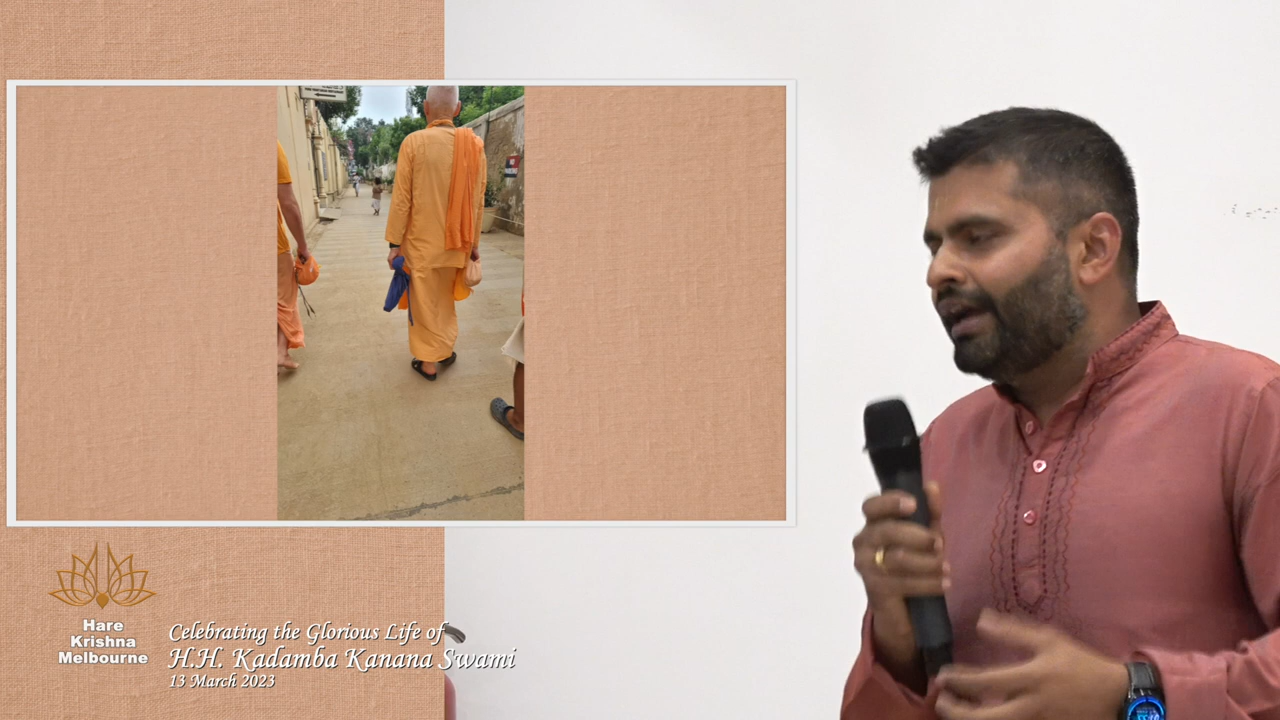 Hare
Krishna
Melbourne
Celebrating the Glorious Life of
H.H. Kadamba Kanana Swami
13 March 2023